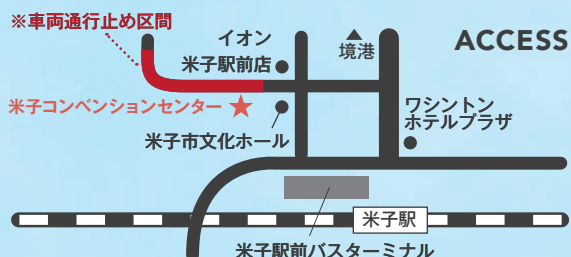 ※車両通行止め区間
イオン
米子駅前店
境港
ACCESS
米子コンベンションセンター
ワシントン
ホテルプラザ
米子市文化ホール
米子駅
米子駅前バスターミナル